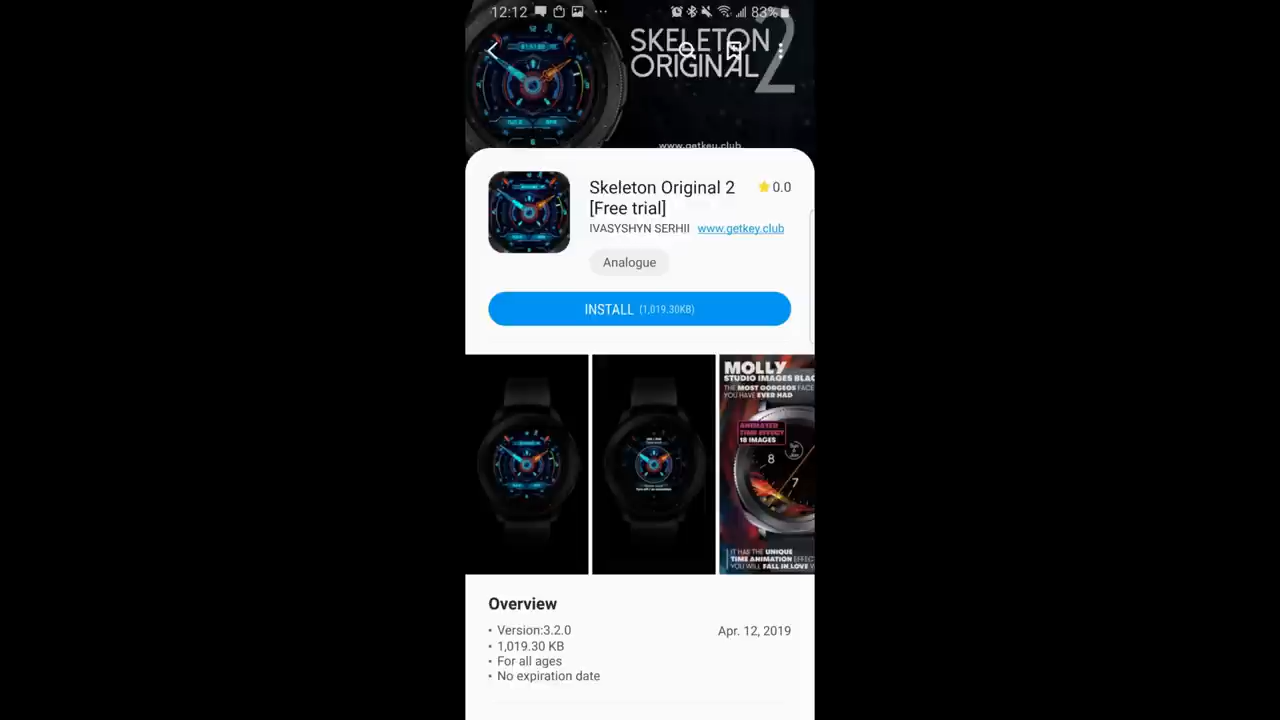 12:12
83%
SKELETON
ORIGINAL 2
www.getkey.club
Skeleton Original 2
[Free trial]
0.0
IVASYSHYN SERHII www.getkey.club
Analogue
INSTALL (1,019.30KB)
MOLLY
STUDIO IMAGES BLAC
THE MOST GORGEOS FACE
YOU HAVE EVER HAD
ANIMATED
TIME EFFECT
18 IMAGES
8
7
IT HAS THE UNIQUE
TIME ANIMATION EFFEC
YOU WILL FALL IN LOVE W
Overview
• Version:3.2.0
Apr. 12, 2019
• 1,019.30 KB
• For all ages
• No expiration date